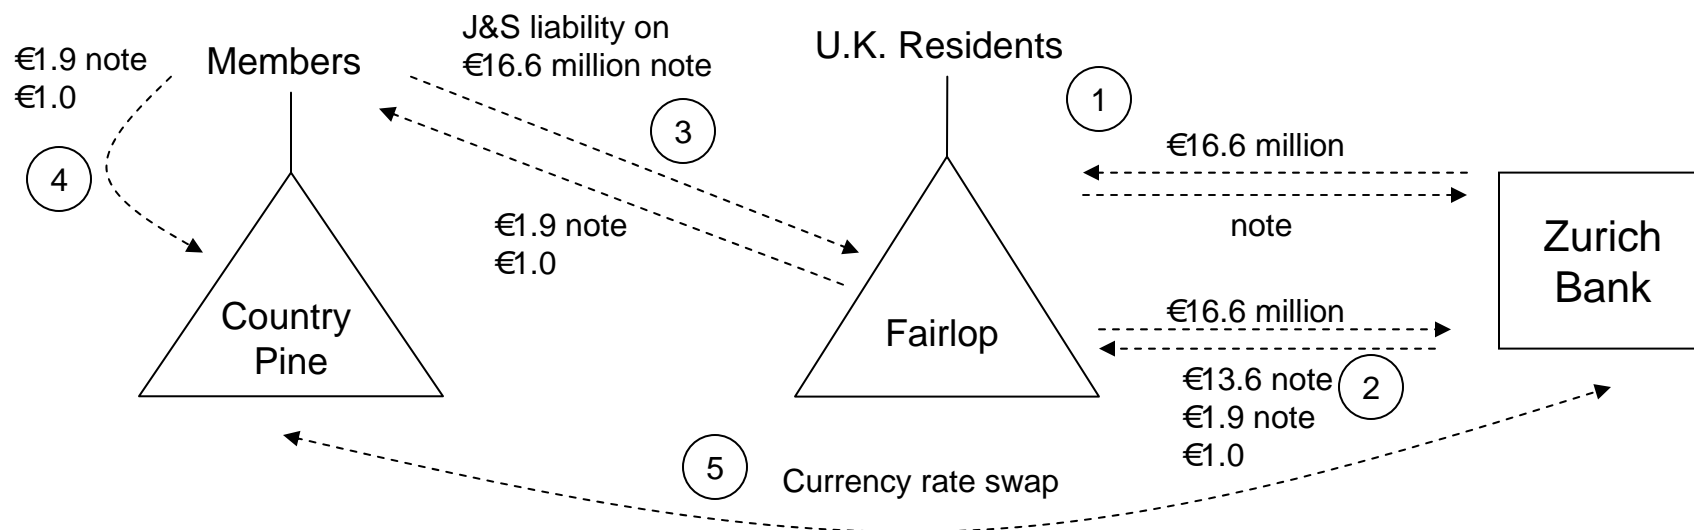 €1.9 note
€1.0
Members
J&S liability on
€16.6 million note
U.K. Residents
1
€16.6 million
note
3
4
€1.9 note
€1.0
Zurich
Bank
Country
Pine
Fairlop
€16.6 million
€13.6 note
€1.9 note
€1.0
2
5
Currency rate swap